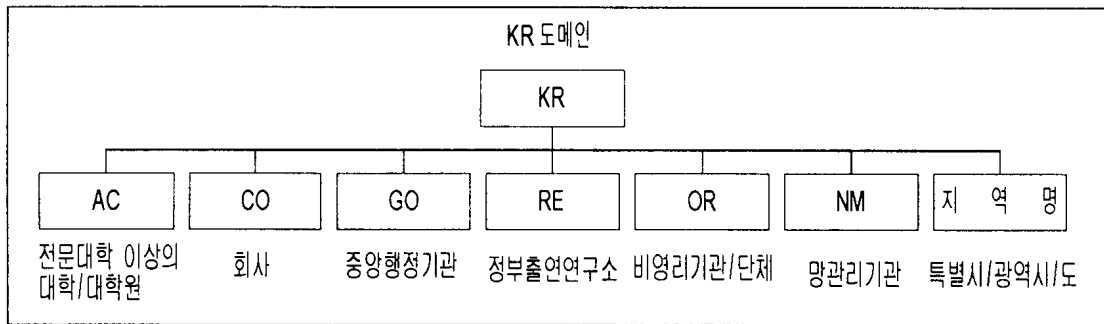 KR 도메인
KR
AC CO GO RE OR NM 지 역 명
전문대학 이상의
대학/대학원
회사
중앙행정기관
정부출연연구소
비영리기관/단체
망관리기관
특별시/광역시/도